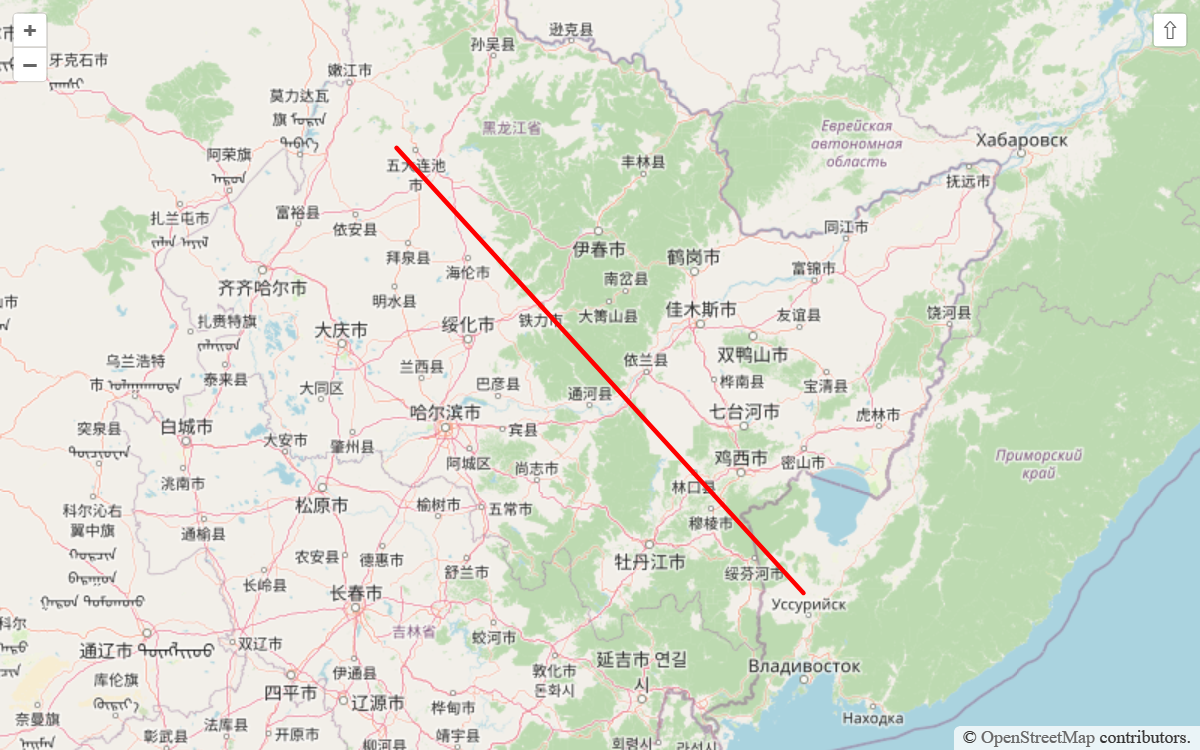 +
−
⇧
逊克县
孙吴县
牙克石市
嫩江市
莫力达瓦
旗
黑龙江省
Еврейская
автономная
область
Хабаровск
阿荣旗
五大连池
市
丰林县
抚远市
扎兰屯市
富裕县
依安县
同江市
伊春市
鹤岗市
拜泉县
海伦市
南岔县
富锦市
齐齐哈尔市
明水县
大箐山县
佳木斯市
友谊县
饶河县
扎赉特旗
大庆市
绥化市
铁力市
双鸭山市
乌兰浩特
市
泰来县
兰西县
依兰县
大同区
巴彦县
通河县
桦南县
宝清县
突泉县
白城市
大安市
肇州县
哈尔滨市
宾县
七台河市
虎林市
阿城区
尚志市
鸡西市
密山市
Приморский
край
洮南市
松原市
榆树市
五常市
林口县
穆棱市
科尔沁右
翼中旗
通榆县
农安县
德惠市
舒兰市
牡丹江市
绥芬河市
长岭县
长春市
Уссурийск
科尔
吉林省
蛟河市
通辽市
双辽市
延吉市 연길
시
Владивосток
库伦旗
伊通县
敦化市
돈화시
四平市
辽源市
桦甸市
奈曼旗
法库县
Находка
彰武县
开原市
柳河县
靖宇县
회령시
라선시
© OpenStreetMap contributors.